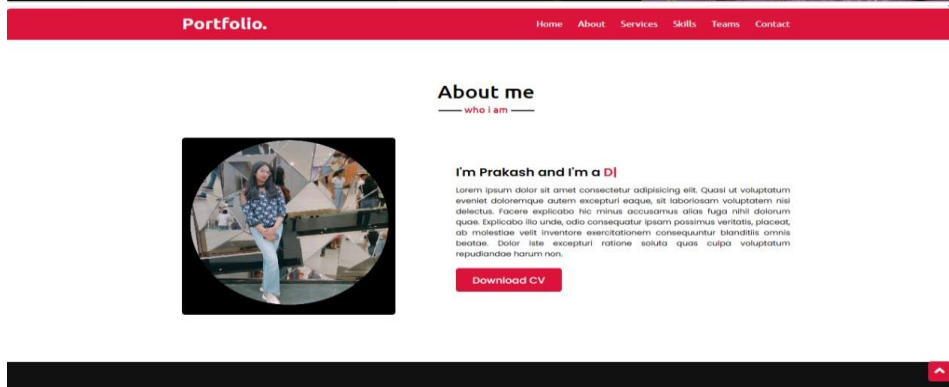 Portfolio.
Home About Services Skills Teams Contact
About me
who i am
I'm Prakash and I'm a D|
Lorem ipsum dolor sit amet consectetur adipisicing elit. Quasi ut voluptatum
eveniet doloremque autem excepturi eaque, sit laboriosam voluptatem nisi
delectus. Facere explicabo hic minus accusamus alias fuga nihil dolorum
quae. Explicabo illo unde, odio consequatur ipsam possimus veritatis, placeat,
ab molestiae velit inventore exercitationem consequuntur blanditiis omnis
beatae. Dolor iste excepturi ratione soluta quas culpa voluptatum
repudiandae harum non.
Download CV